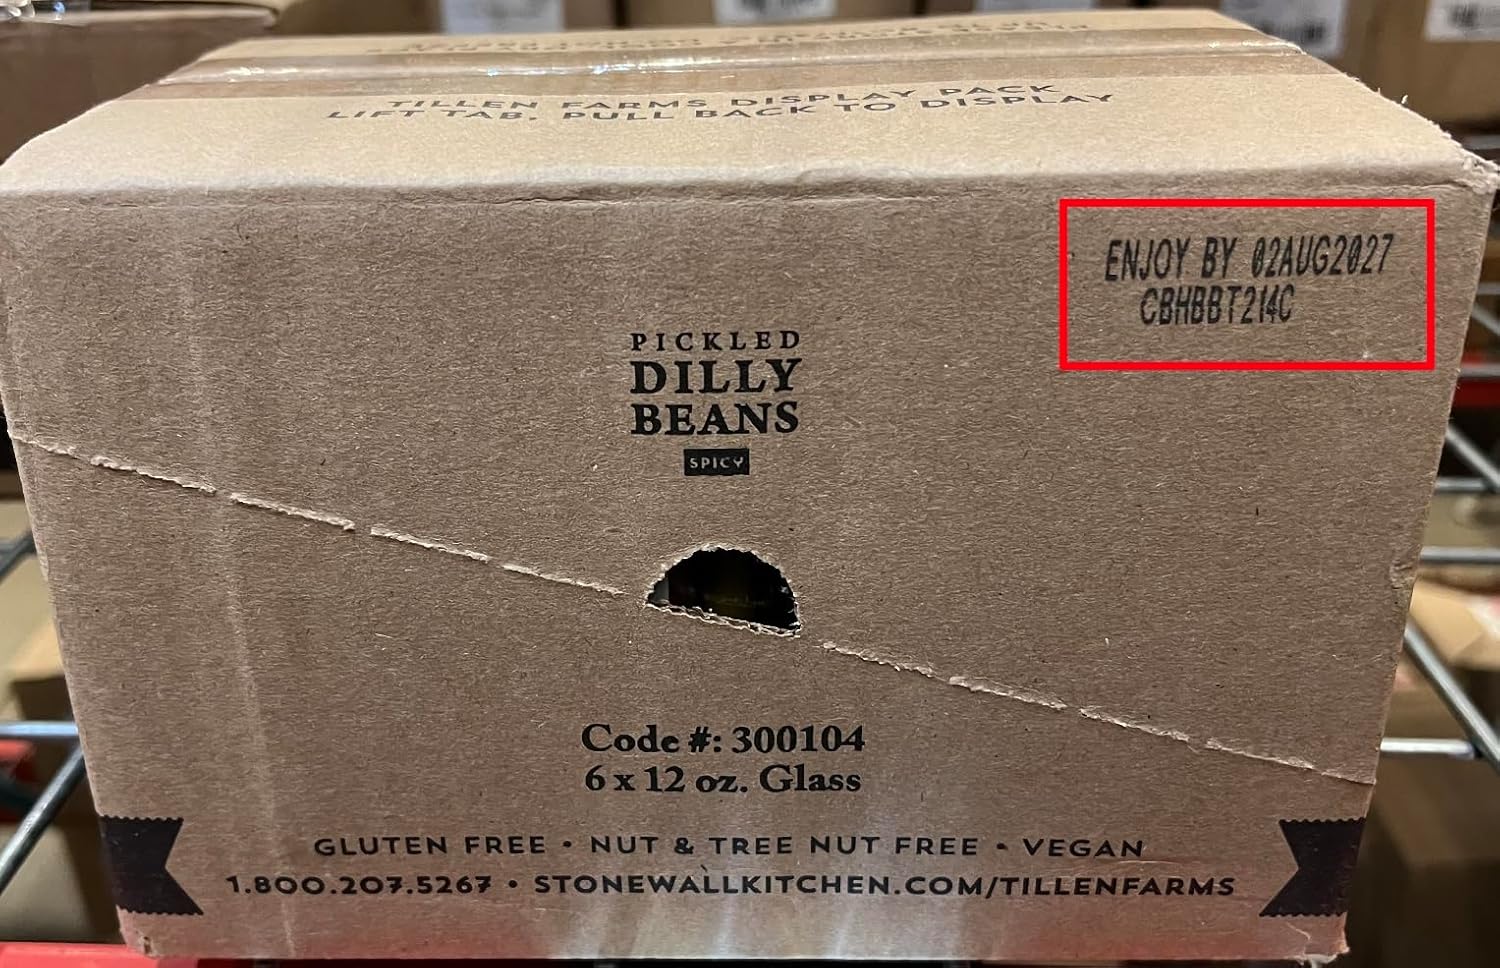 TILLEN FARMS DISPLAY PACK
LIFT TAB, PULL BACK TO DISPLAY
ENJOY BY 02AUG2027
CBHBBT214C
PICKLED
DILLY
BEANS
SPICY
Code #: 300104
6 x 12 oz. Glass
GLUTEN FREE • NUT & TREE NUT FREE • VEGAN
1.800.207.5267 • STONEWALLKITCHEN.COM/TILLENFARMS